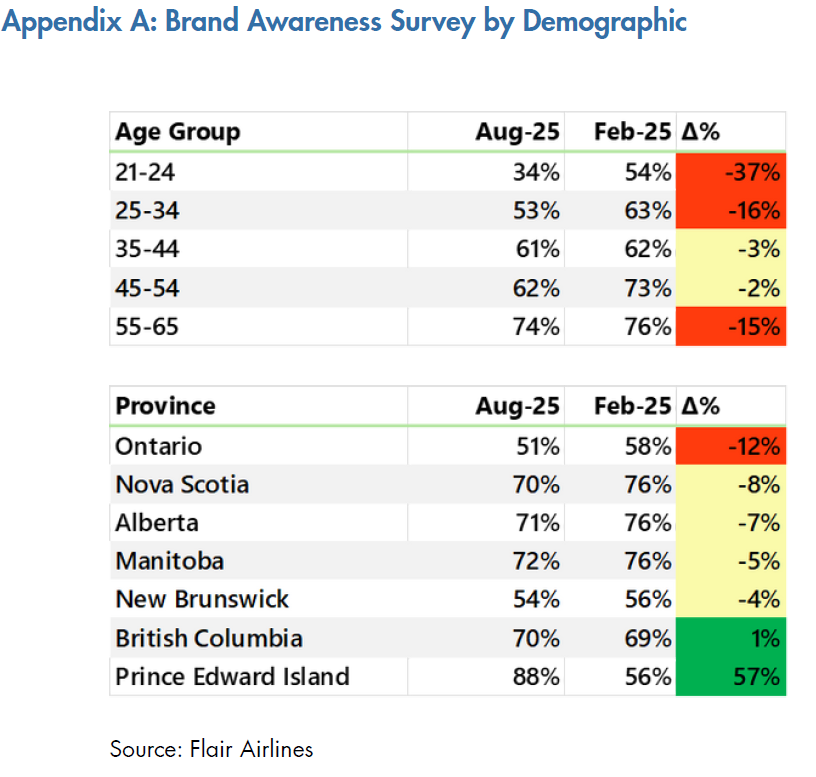 Appendix A: Brand Awareness Survey by Demographic
Age Group Aug-25 Feb-25 Δ%
21-24 34% 54% -37%
25-34 53% 63% -16%
35-44 61% 62% -3%
45-54 62% 73% -2%
55-65 74% 76% -15%
Province Aug-25 Feb-25 Δ%
Ontario 51% 58% -12%
Nova Scotia 70% 76% -8%
Alberta 71% 76% -7%
Manitoba 72% 76% -5%
New Brunswick 54% 56% -4%
British Columbia 70% 69% 1%
Prince Edward Island 88% 56% 57%
Source: Flair Airlines